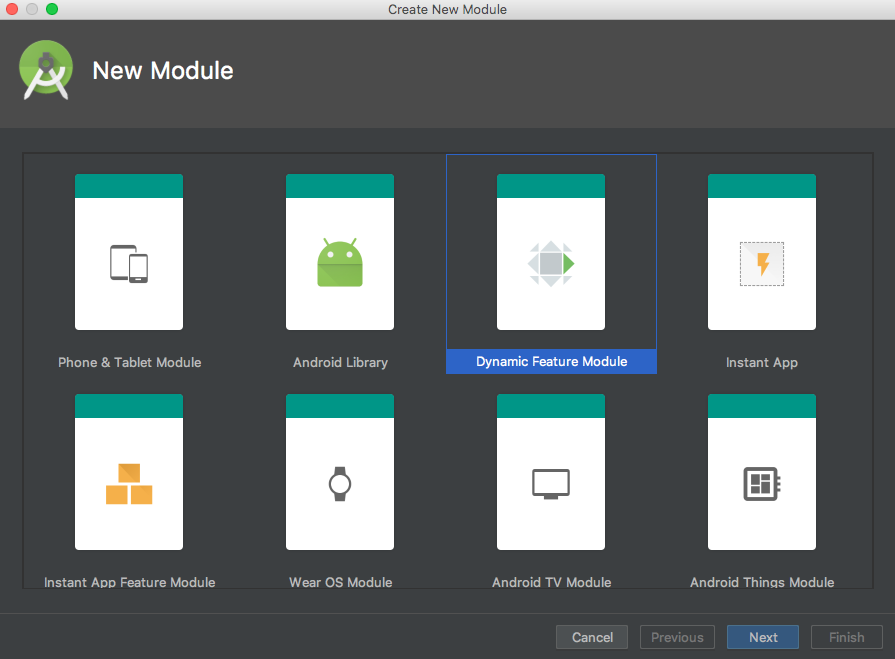 Create New Module
New Module
Phone & Tablet Module
Android Library
Dynamic Feature Module
Instant App
Instant App Feature Module
Wear OS Module
Android TV Module
Android Things Module
Cancel
Previous
Next
Finish